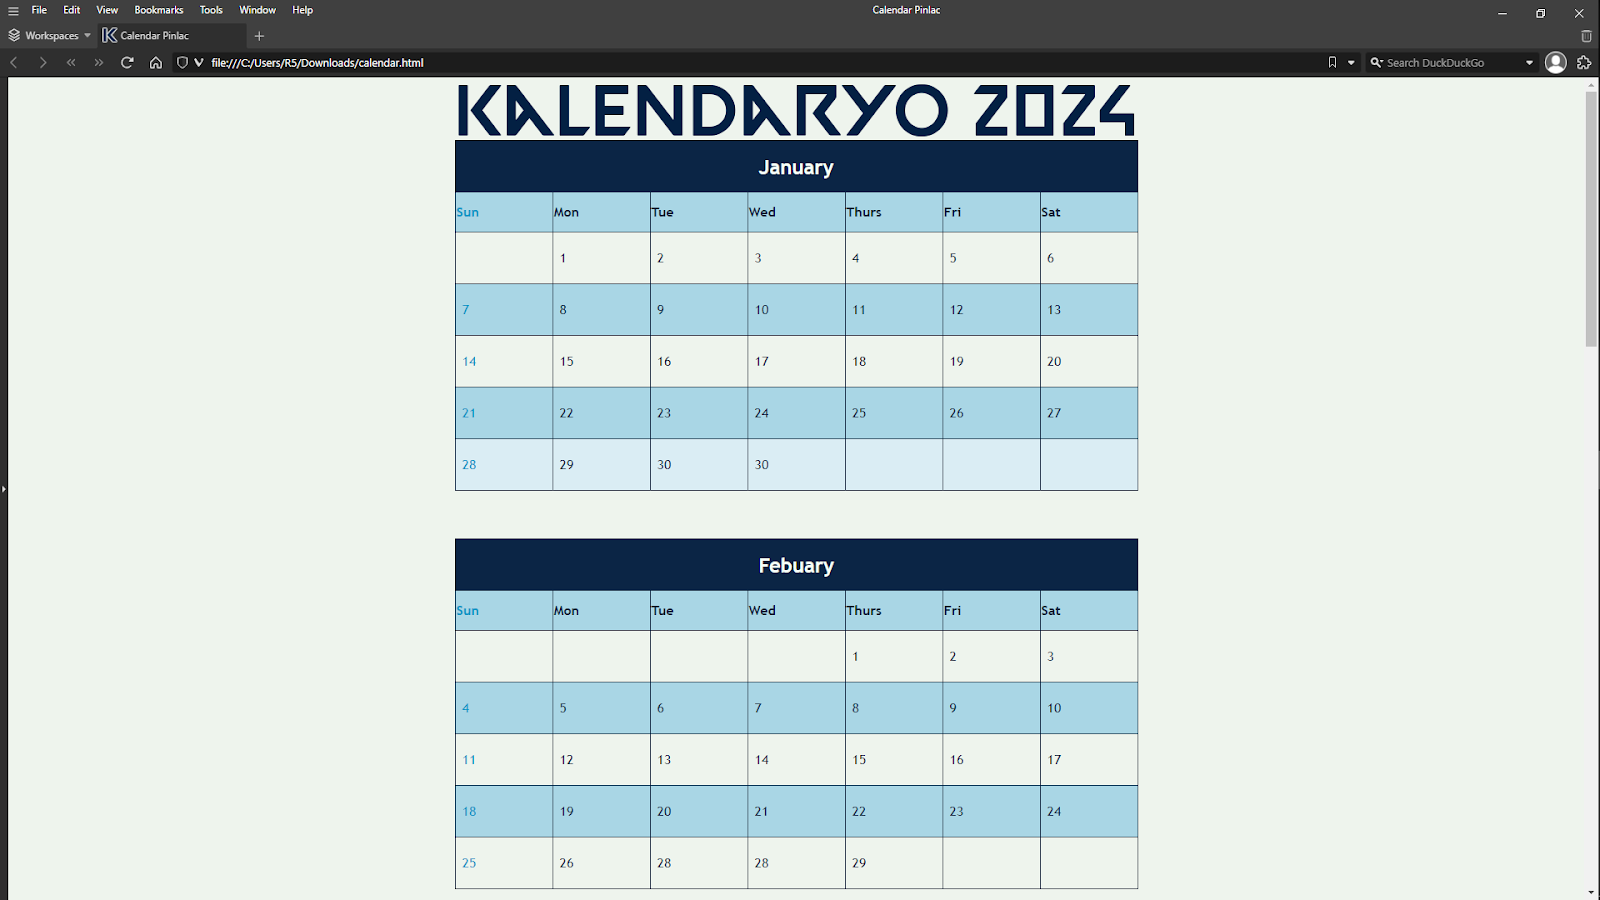 File Edit View Bookmarks Tools Window Help
Calendar Pinlac
Workspaces
Calendar Pinlac
file:///C:/Users/R5/Downloads/calendar.html
Search DuckDuckGo
KALENDARYO 2024
January
Sun Mon Tue Wed Thurs Fri Sat
1 2 3 4 5 6
7 8 9 10 11 12 13
14 15 16 17 18 19 20
21 22 23 24 25 26 27
28 29 30 30
Febuary
Sun Mon Tue Wed Thurs Fri Sat
1 2 3
4 5 6 7 8 9 10
11 12 13 14 15 16 17
18 19 20 21 22 23 24
25 26 28 28 29